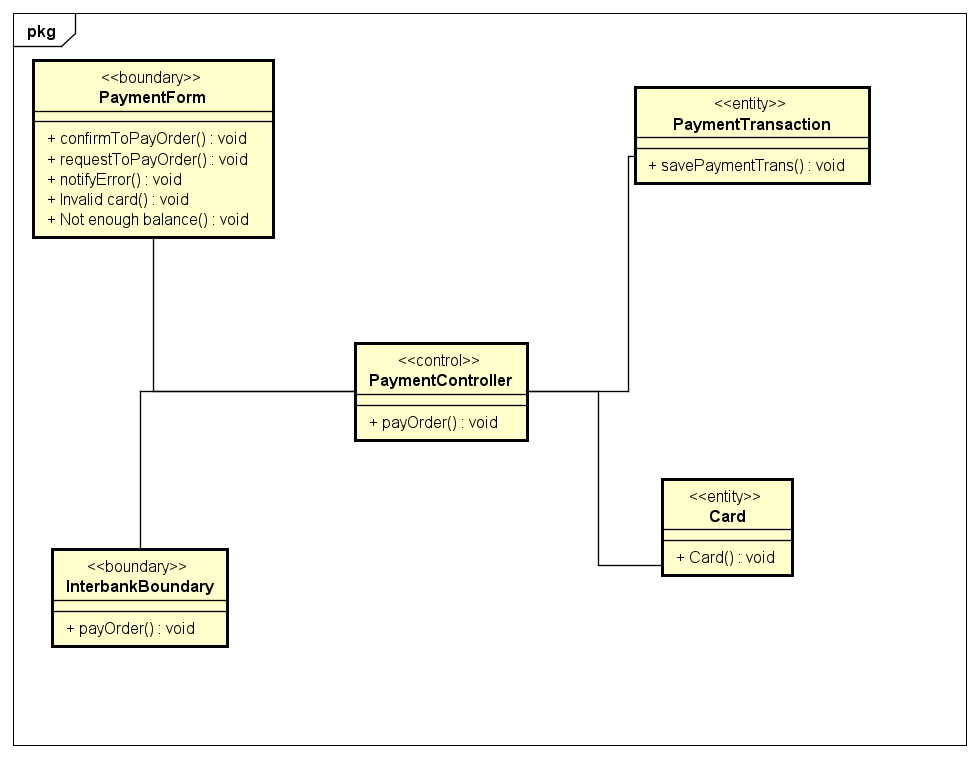 pkg
<<boundary>>
PaymentForm
+ confirmToPayOrder() : void
+ requestToPayOrder() : void
+ notifyError() : void
+ Invalid card() : void
+ Not enough balance() : void
<<entity>>
PaymentTransaction
+ savePaymentTrans() : void
<<control>>
PaymentController
+ payOrder() : void
<<entity>>
Card
+ Card() : void
<<boundary>>
InterbankBoundary
+ payOrder() : void